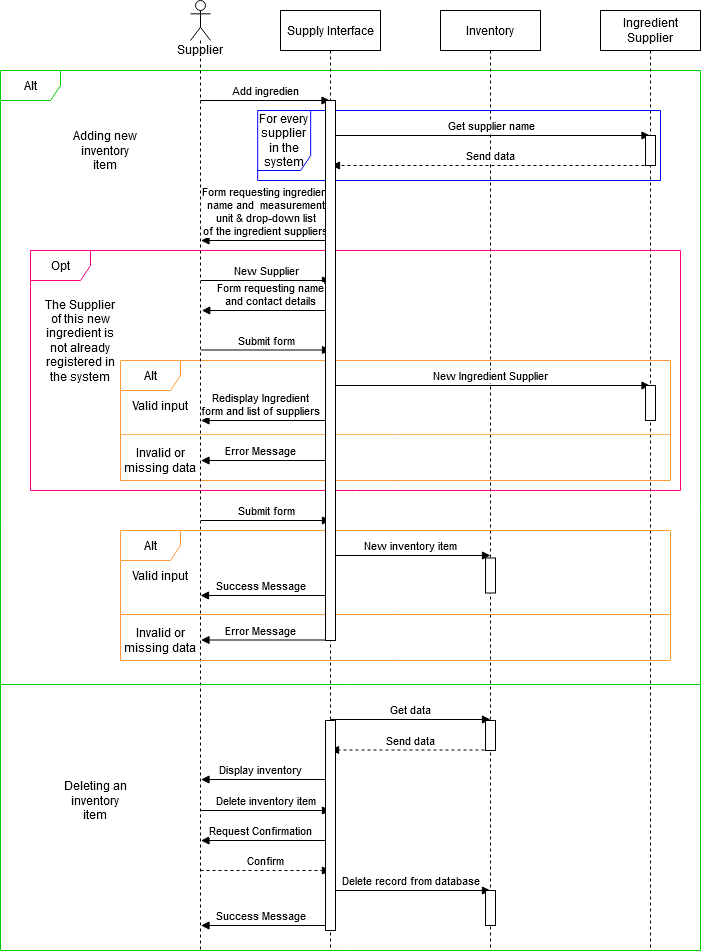 Supplier
Supply Interface
Inventory
Ingredient
Supplier
Alt
Add ingredien
Adding new
inventory
item
For every
supplier
in the
system
Get supplier name
Send data
Form requesting ingredien
name and measurement
unit & drop-down list
of the ingredient suppliers
Opt
New Supplier
Form requesting name
and contact details
The Supplier
of this new
ingredient is
not already
registered in
the system
Submit form
Alt
New Ingredient Supplier
Valid input
Redisplay Ingredient
form and list of suppliers
Invalid or
missing data
Error Message
Submit form
Alt
New inventory item
Valid input
Success Message
Invalid or
missing data
Error Message
Get data
Send data
Display inventory
Deleting an
inventory
item
Delete inventory item
Request Confirmation
Confirm
Delete record from database
Success Message